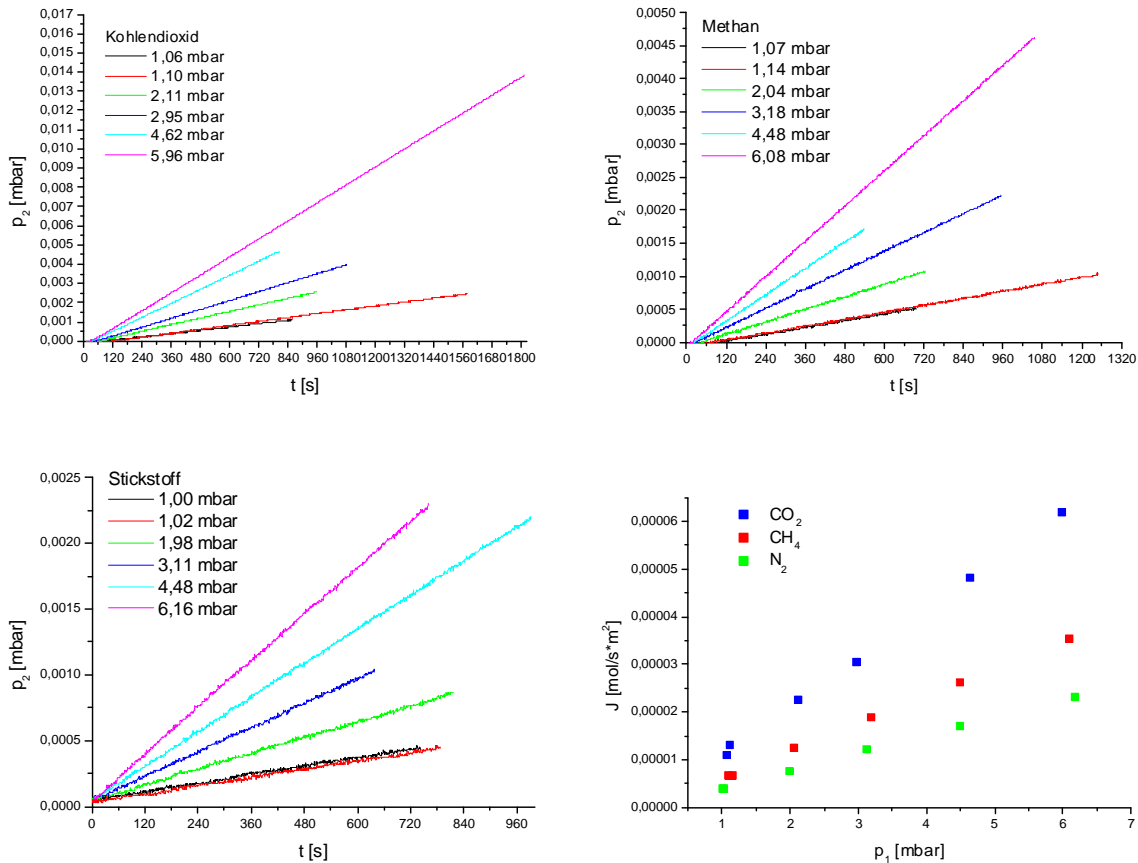 0,017
0,016
0,015
0,014
0,013
0,012
0,011
0,010
0,009
0,008
0,007
0,006
0,005
0,004
0,003
0,002
0,001
0,000
p₂ [mbar]
Kohlendioxid
1,06 mbar
1,10 mbar
2,11 mbar
2,95 mbar
4,62 mbar
5,96 mbar
0 120 240 360 480 600 720 840 960 1080 1200 1320 1440 1560 1680 1800
t [s]
0,0050
0,0045
0,0040
0,0035
0,0030
0,0025
0,0020
0,0015
0,0010
0,0005
0,0000
p₂ [mbar]
Methan
1,07 mbar
1,14 mbar
2,04 mbar
3,18 mbar
4,48 mbar
6,08 mbar
0 120 240 360 480 600 720 840 960 1080 1200 1320
t [s]
0,0025
0,0020
0,0015
0,0010
0,0005
0,0000
p₂ [mbar]
Stickstoff
1,00 mbar
1,02 mbar
1,98 mbar
3,11 mbar
4,48 mbar
6,16 mbar
0 120 240 360 480 600 720 840 960
t [s]
0,00006
0,00005
0,00004
0,00003
0,00002
0,00001
0,00000
J [mol/s*m²]
CO₂
CH₄
N₂
1 2 3 4 5 6 7
p₁ [mbar]